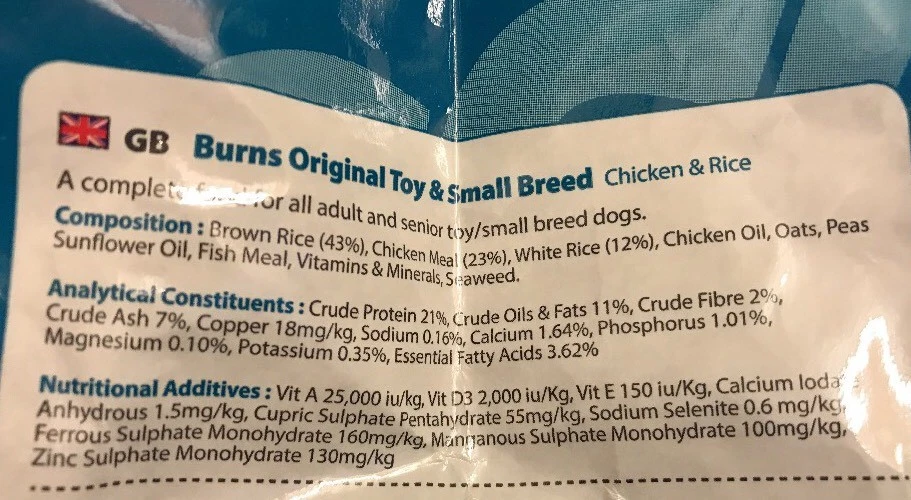 GB Burns Original Toy & Small Breed Chicken & Rice
A complete food for all adult and senior toy/small breed dogs.
Composition : Brown Rice (43%), Chicken Meal (23%), White Rice (12%), Chicken Oil, Oats, Peas
Sunflower Oil, Fish Meal, Vitamins & Minerals, Seaweed.
Analytical Constituents : Crude Protein 21%, Crude Oils & Fats 11%, Crude Fibre 2%,
Crude Ash 7%, Copper 18mg/kg, Sodium 0.16%, Calcium 1.64%, Phosphorus 1.01%,
Magnesium 0.10%, Potassium 0.35%, Essential Fatty Acids 3.62%
Nutritional Additives : Vit A 25,000 iu/kg, Vit D3 2,000 iu/Kg, Vit E 150 iu/Kg, Calcium Iodate
Anhydrous 1.5mg/kg, Cupric Sulphate Pentahydrate 55mg/kg, Sodium Selenite 0.6 mg/kg,
Ferrous Sulphate Monohydrate 160mg/kg, Manganous Sulphate Monohydrate 100mg/kg,
Zinc Sulphate Monohydrate 130mg/kg